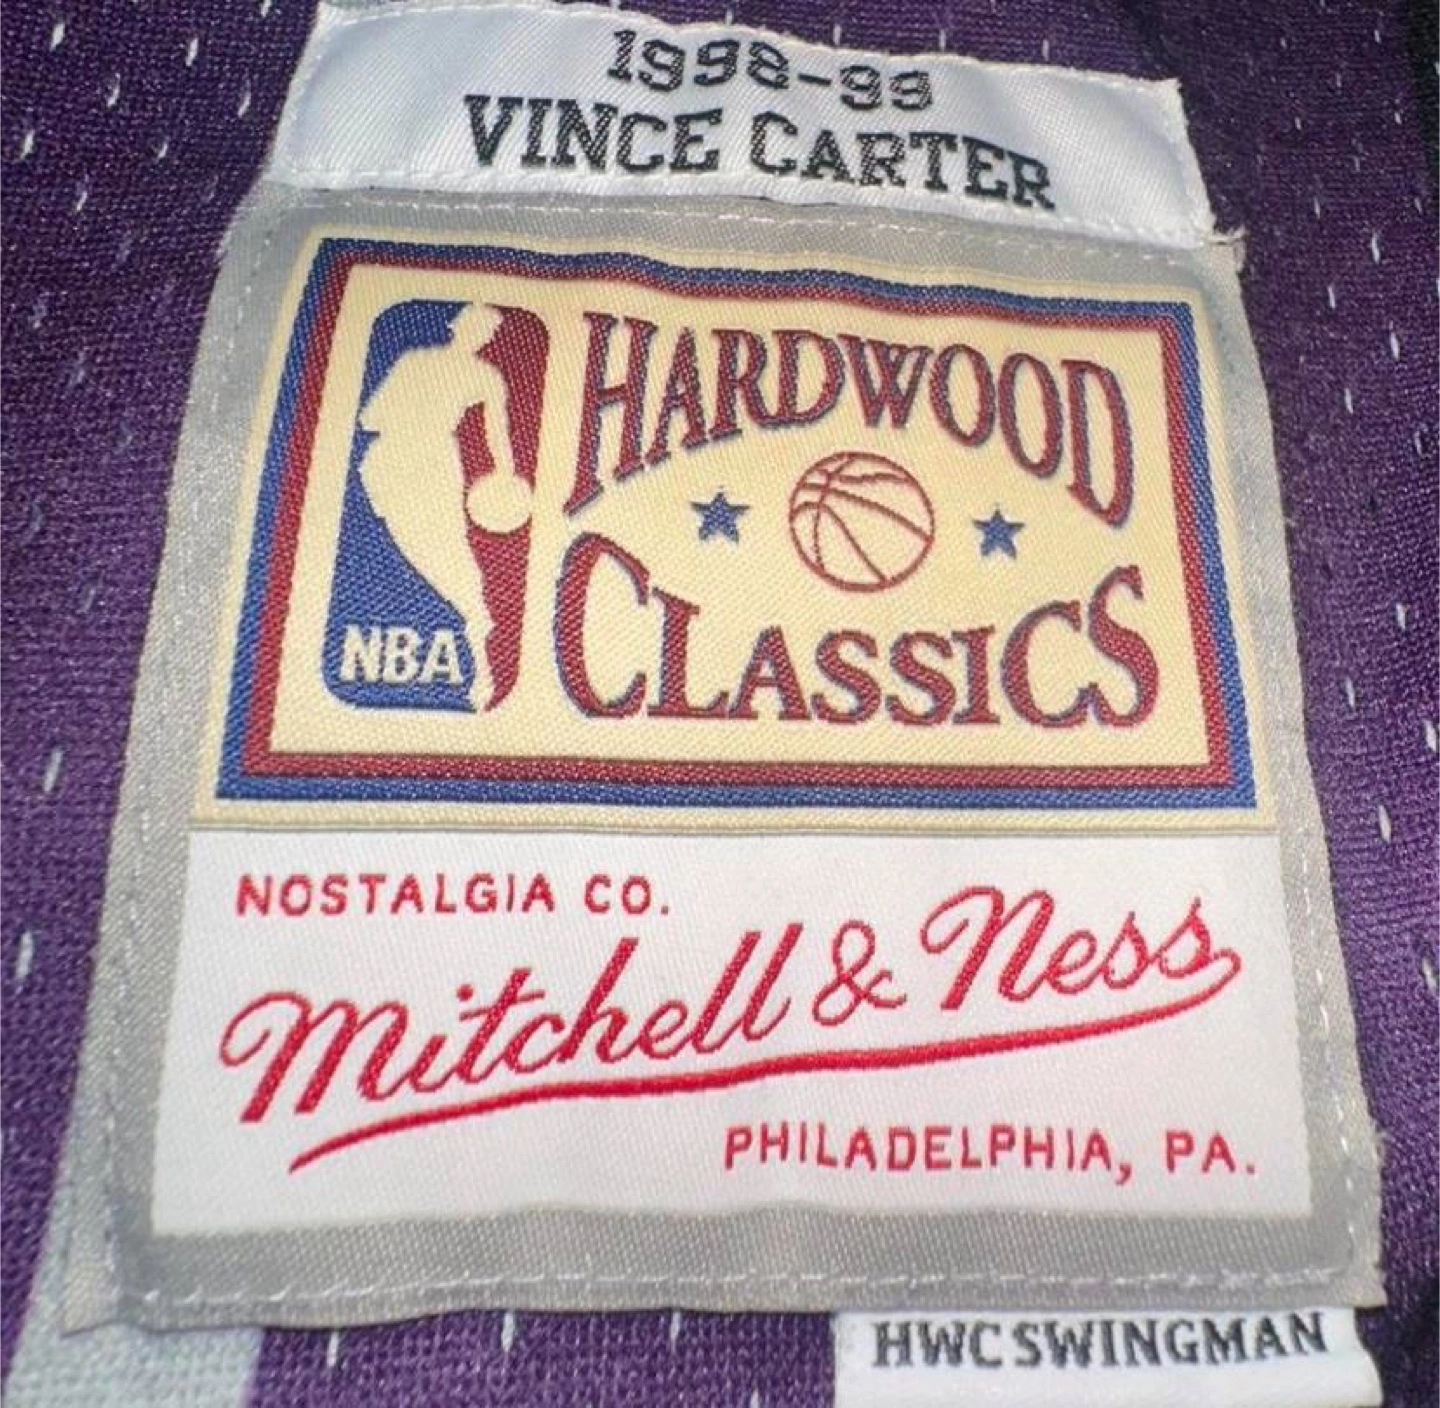 1998-99
VINCE CARTER
HARDWOOD
CLASSICS
NBA
NOSTALGIA CO.
Mitchell & Ness
PHILADELPHIA, PA.
HWC SWINGMAN